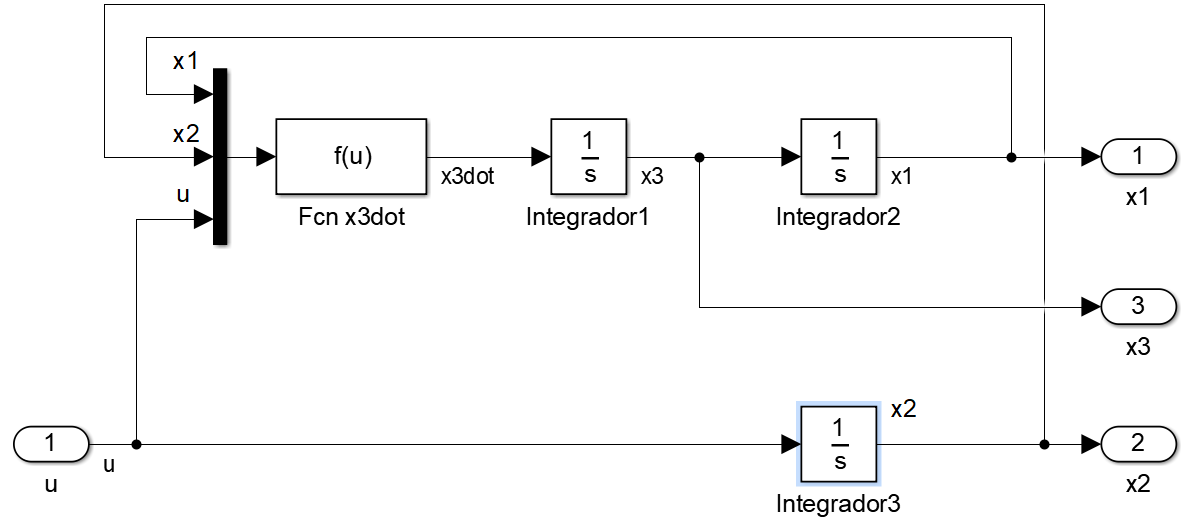 x1
x2
u
f(u)
Fcn x3dot
x3dot
1
s
Integrador1
x3
1
s
Integrador2
x1
1
x1
3
x3
1
u
u
1
s
Integrador3
x2
2
x2